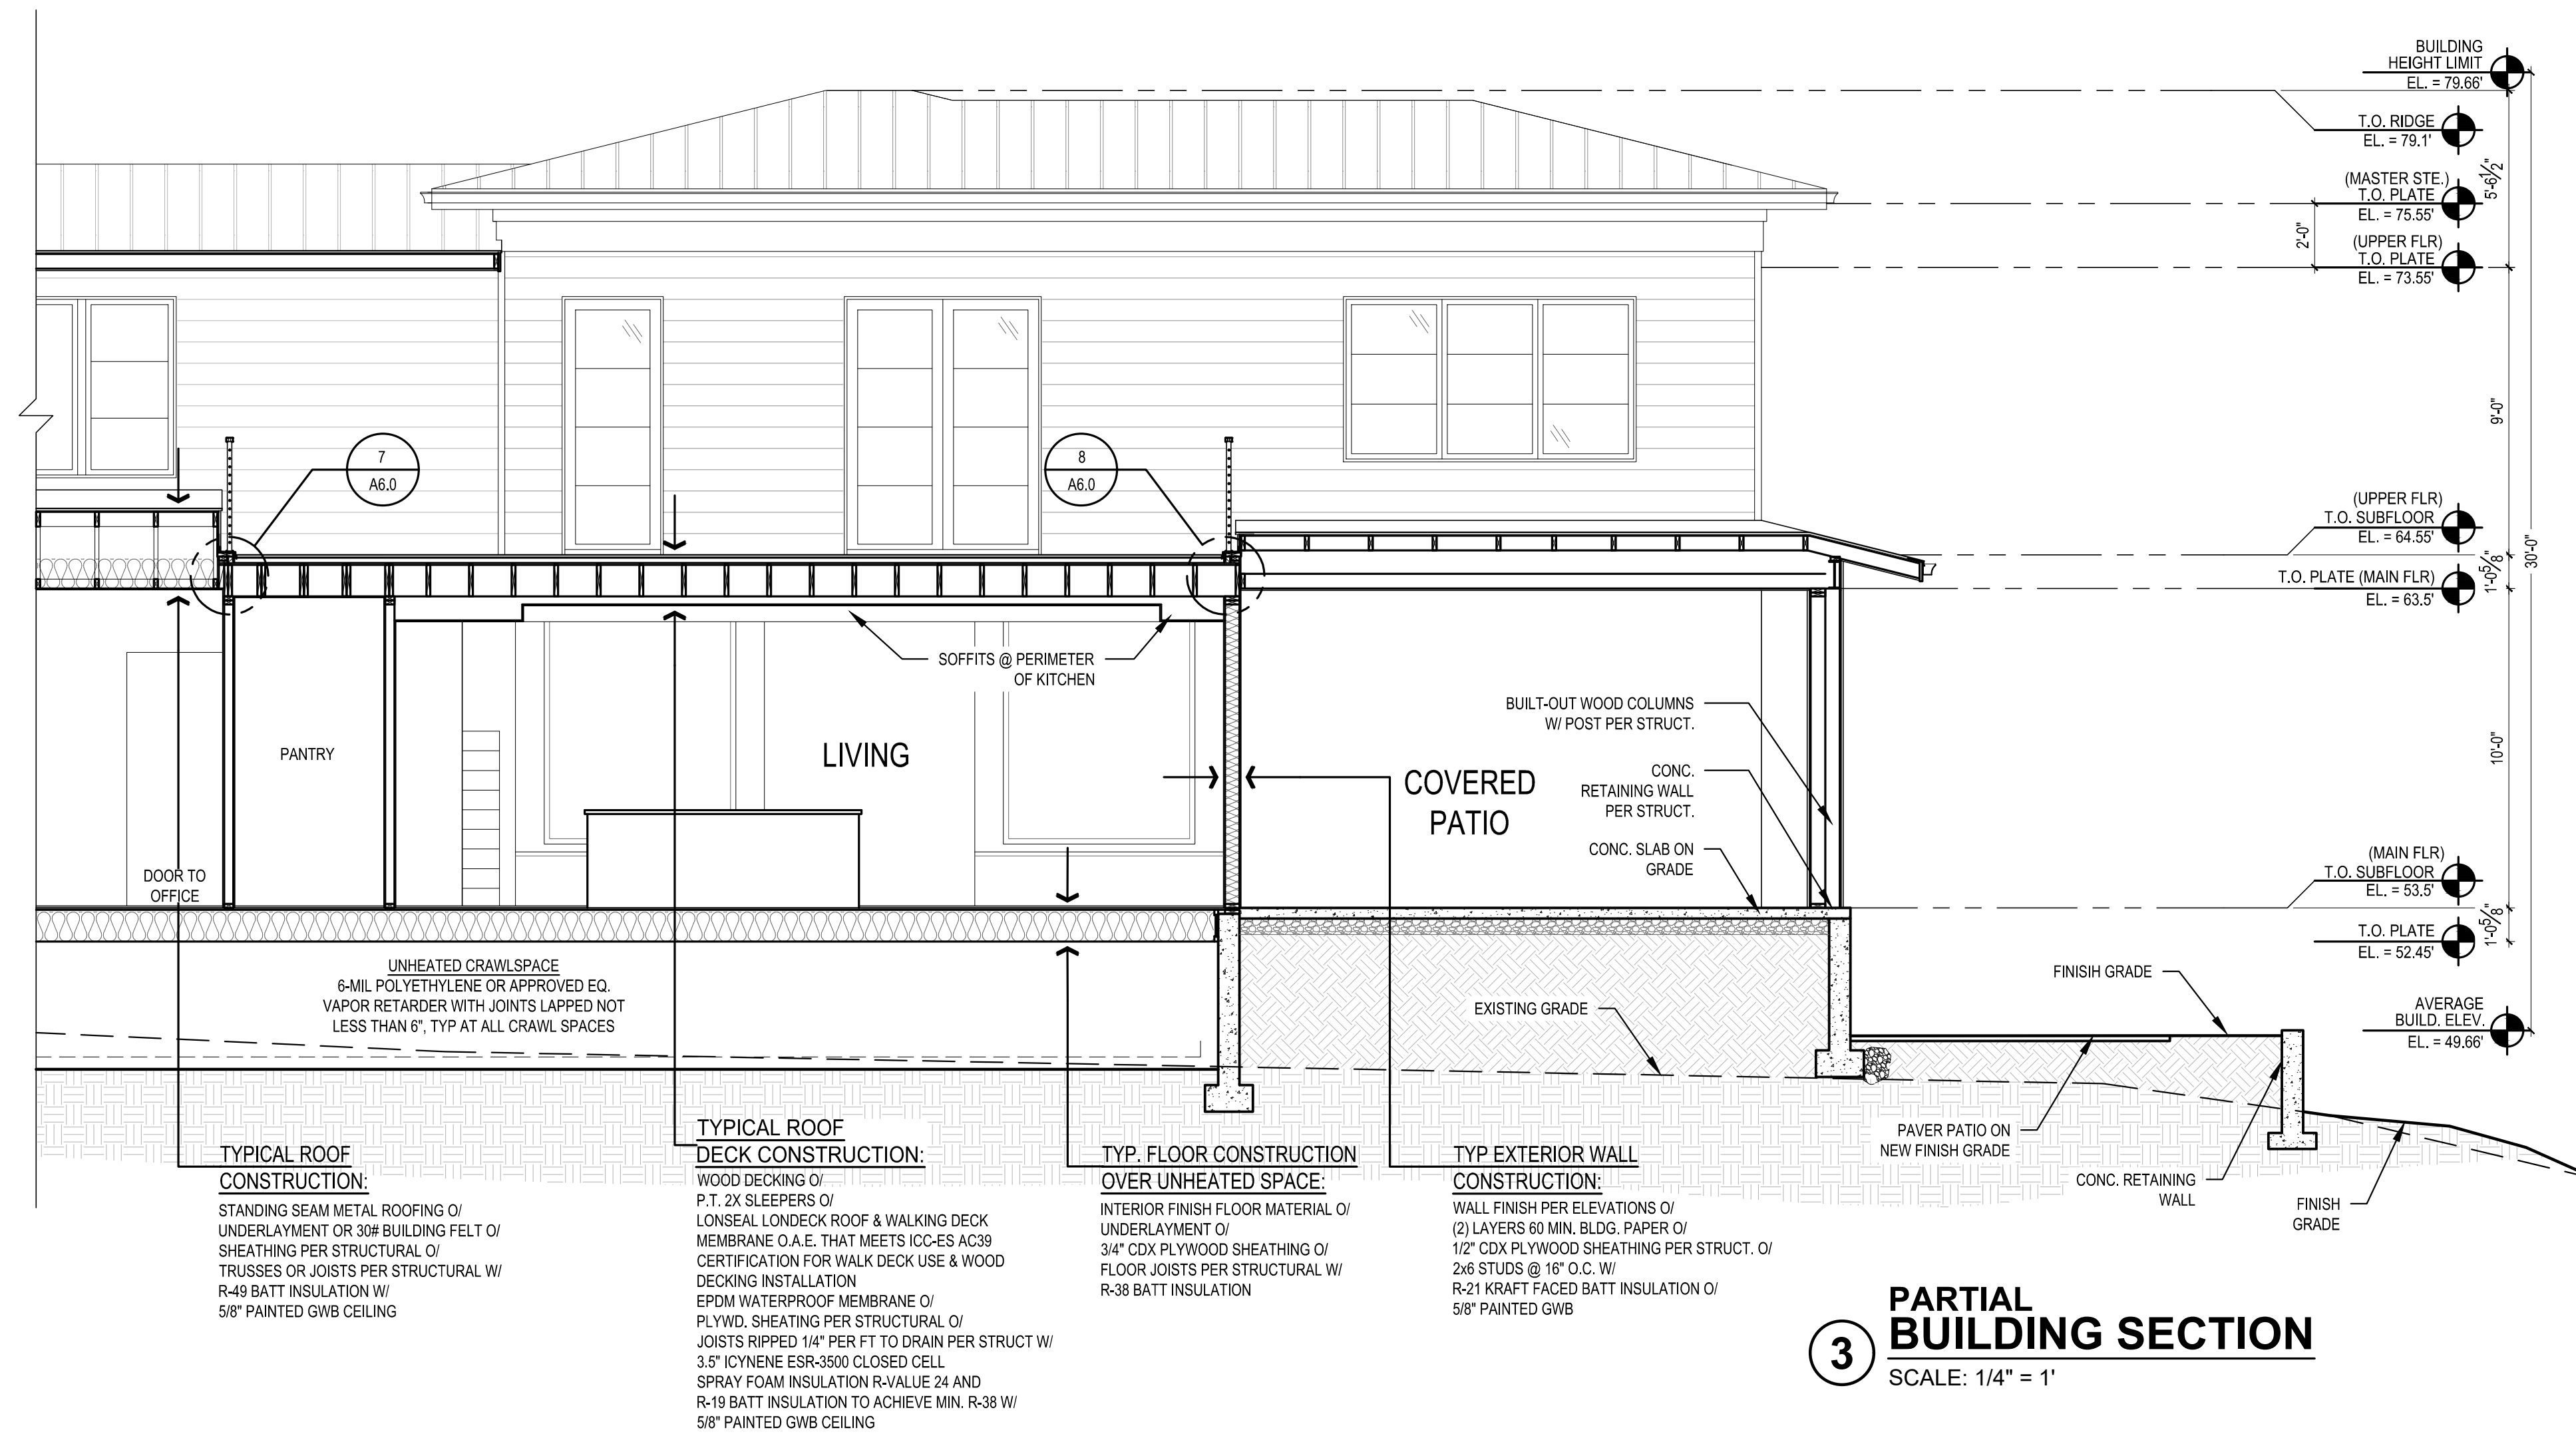 BUILDING
HEIGHT LIMIT
EL. = 79.66'
T.O. RIDGE
EL. = 79.1'
5'-6 1/2"
(MASTER STE.)
T.O. PLATE
EL. = 75.55'
2'-0"
(UPPER FLR)
T.O. PLATE
EL. = 73.55'
9'-0"
7
A6.0
8
A6.0
(UPPER FLR)
T.O. SUBFLOOR
EL. = 64.55'
1'-0 5/8"
30'-0"
T.O. PLATE (MAIN FLR)
EL. = 63.5'
SOFFITS @ PERIMETER
OF KITCHEN
BUILT-OUT WOOD COLUMNS
W/ POST PER STRUCT.
PANTRY
LIVING
COVERED
PATIO
CONC.
RETAINING WALL
PER STRUCT.
10'-0"
CONC. SLAB ON
GRADE
DOOR TO
OFFICE
(MAIN FLR)
T.O. SUBFLOOR
EL. = 53.5'
1'-0 5/8"
T.O. PLATE
EL. = 52.45'
UNHEATED CRAWLSPACE
6-MIL POLYETHYLENE OR APPROVED EQ.
VAPOR RETARDER WITH JOINTS LAPPED NOT
LESS THAN 6", TYP AT ALL CRAWL SPACES
FINISIH GRADE
EXISTING GRADE
AVERAGE
BUILD. ELEV.
EL. = 49.66'
PAVER PATIO ON
NEW FINISH GRADE
CONC. RETAINING
WALL
FINISH
GRADE
TYPICAL ROOF
CONSTRUCTION:
STANDING SEAM METAL ROOFING O/
UNDERLAYMENT OR 30# BUILDING FELT O/
SHEATHING PER STRUCTURAL O/
TRUSSES OR JOISTS PER STRUCTURAL W/
R-49 BATT INSULATION W/
5/8" PAINTED GWB CEILING
TYPICAL ROOF
DECK CONSTRUCTION:
WOOD DECKING O/
P.T. 2X SLEEPERS O/
LONSEAL LONDECK ROOF & WALKING DECK
MEMBRANE O.A.E. THAT MEETS ICC-ES AC39
CERTIFICATION FOR WALK DECK USE & WOOD
DECKING INSTALLATION
EPDM WATERPROOF MEMBRANE O/
PLYWD. SHEATING PER STRUCTURAL O/
JOISTS RIPPED 1/4" PER FT TO DRAIN PER STRUCT W/
3.5" ICYNENE ESR-3500 CLOSED CELL
SPRAY FOAM INSULATION R-VALUE 24 AND
R-19 BATT INSULATION TO ACHIEVE MIN. R-38 W/
5/8" PAINTED GWB CEILING
TYP. FLOOR CONSTRUCTION
OVER UNHEATED SPACE:
INTERIOR FINISH FLOOR MATERIAL O/
UNDERLAYMENT O/
3/4" CDX PLYWOOD SHEATHING O/
FLOOR JOISTS PER STRUCTURAL W/
R-38 BATT INSULATION
TYP EXTERIOR WALL
CONSTRUCTION:
WALL FINISH PER ELEVATIONS O/
(2) LAYERS 60 MIN. BLDG. PAPER O/
1/2" CDX PLYWOOD SHEATHING PER STRUCT. O/
2x6 STUDS @ 16" O.C. W/
R-21 KRAFT FACED BATT INSULATION O/
5/8" PAINTED GWB
3
PARTIAL
BUILDING SECTION
SCALE: 1/4" = 1'